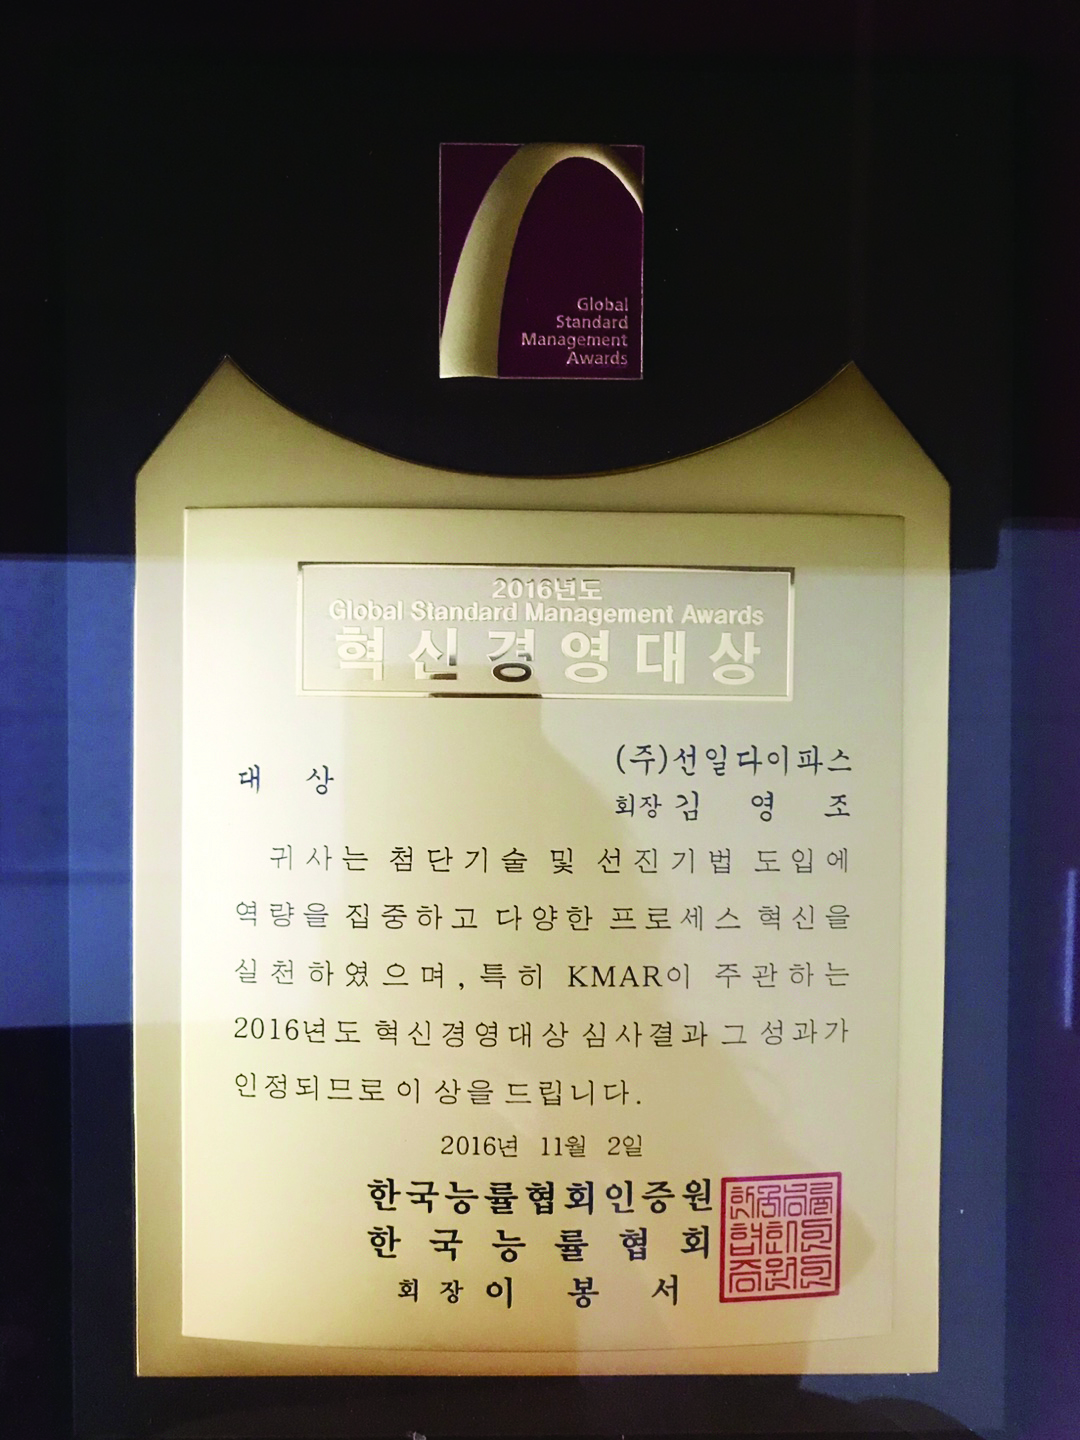 Global
Standard
Management
Awards
2016년도
Global Standard Management Awards
혁신경영대상
대 상
(주)선일다이파스
회장 김 영 조
귀사는 첨단기술 및 선진기법 도입에
역량을 집중하고 다양한 프로세스 혁신을
실천하였으며, 특히 KMAR이 주관하는
2016년도 혁신경영대상 심사결과 그 성과가
인정되므로 이 상을 드립니다.
2016년 11월 2일
한국능률협회인증원
한국능률협회
회장 이 봉 서